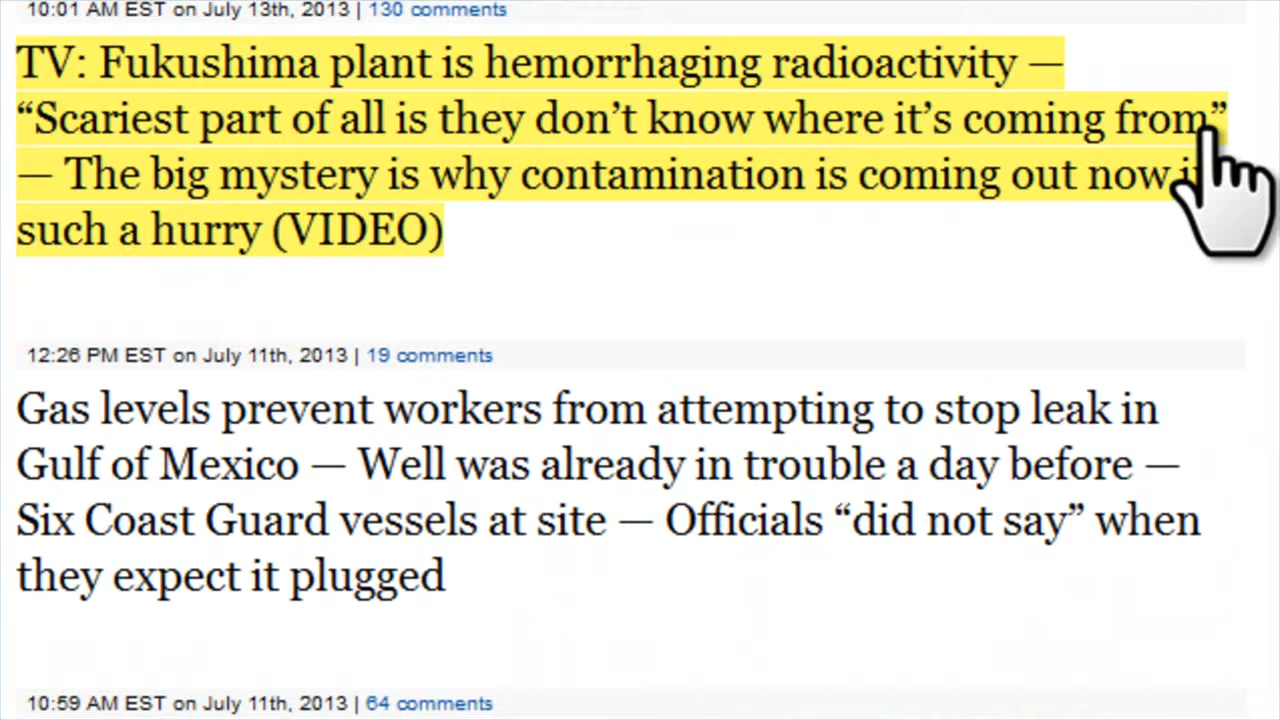 10:01 AM EST on July 13th, 2013 | 130 comments
TV: Fukushima plant is hemorrhaging radioactivity —
“Scariest part of all is they don’t know where it’s coming from”
— The big mystery is why contamination is coming out now
such a hurry (VIDEO)
12:26 PM EST on July 11th, 2013 | 19 comments
Gas levels prevent workers from attempting to stop leak in
Gulf of Mexico — Well was already in trouble a day before —
Six Coast Guard vessels at site — Officials “did not say” when
they expect it plugged
10:59 AM EST on July 11th, 2013 | 64 comments